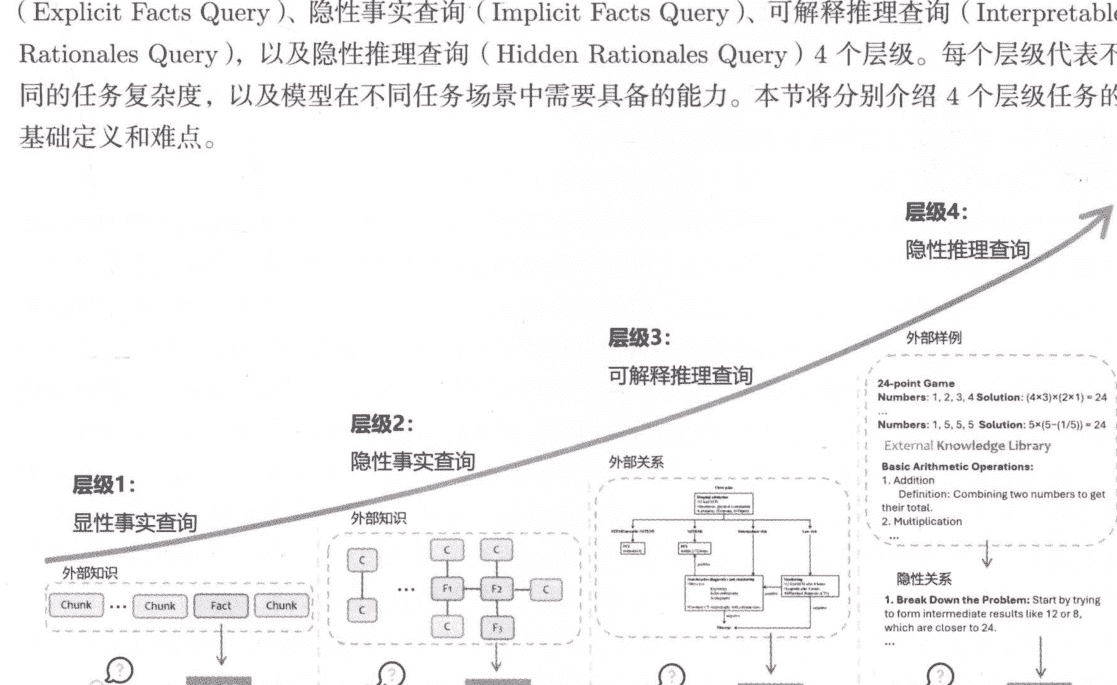 （Explicit Facts Query）、隐性事实查询（Implicit Facts Query）、可解释推理查询（Interpretable
Rationales Query），以及隐性推理查询（Hidden Rationales Query）4 个层级。每个层级代表不
同的任务复杂度，以及模型在不同任务场景中需要具备的能力。本节将分别介绍 4 个层级任务的
基础定义和难点。
层级4：
隐性推理查询
层级3：
可解释推理查询
层级2：
隐性事实查询
层级1：
显性事实查询
外部知识
Chunk ... Chunk Fact Chunk
外部知识
C C C
... F1 F2 C
C C F3
外部关系
外部样例
24-point Game
Numbers: 1, 2, 3, 4 Solution: (4×3)×(2×1) = 24
...
Numbers: 1, 5, 5, 5 Solution: 5×(5−(1/5)) = 24
External Knowledge Library
Basic Arithmetic Operations:
1. Addition
Definition: Combining two numbers to get
their total.
2. Multiplication
...
隐性关系
1. Break Down the Problem: Start by trying
to form intermediate results like 12 or 8,
which are closer to 24.
...
? ? ? ?